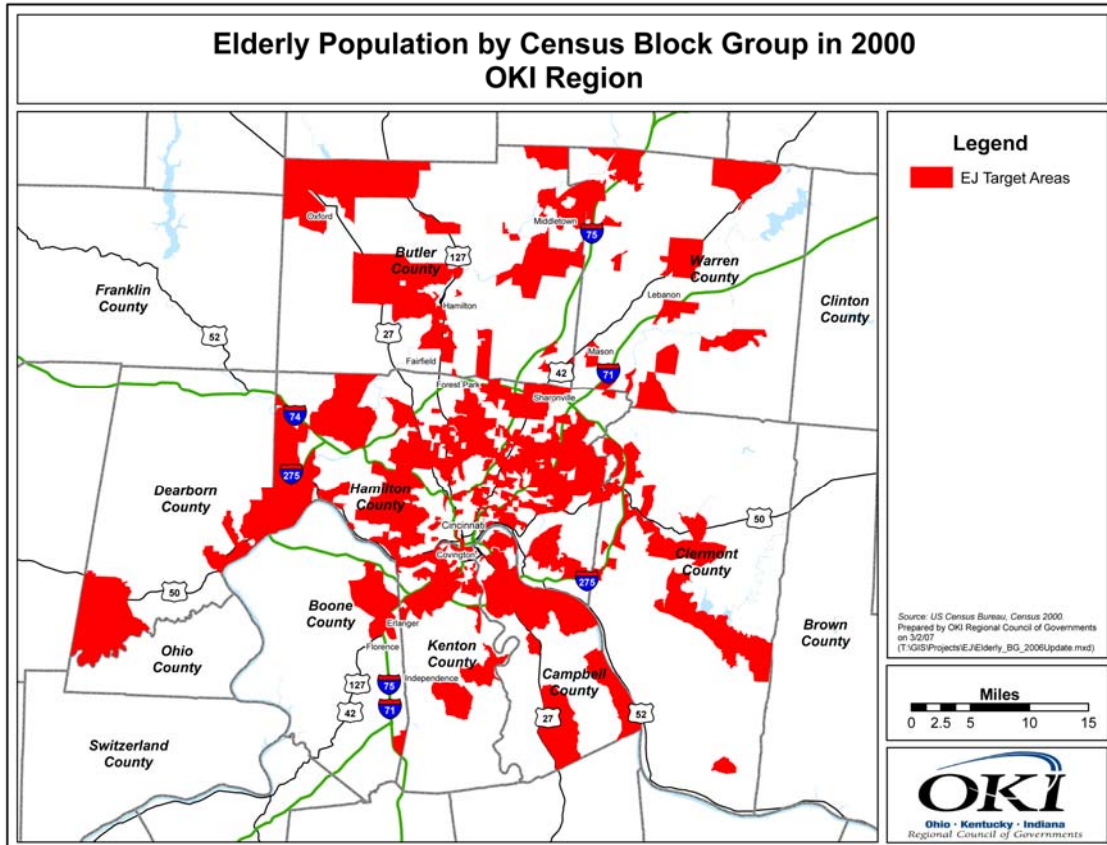 Elderly Population by Census Block Group in 2000
OKI Region
Legend
EJ Target Areas
Oxford
Middletown
75
Butler
County
127
Warren
County
Franklin
County
Hamilton
Lebanon
Clinton
County
52
27
Fairfield
Mason
42
71
Forest Park
Sharonville
74
275
Dearborn
County
Hamilton
County
50
Cincinnati
Covington
Clermont
County
275
50
Boone
County
Erlanger
Brown
County
Ohio
County
Florence
Kenton
County
Independence
Campbell
County
75
127
71
42
27
52
Switzerland
County
Source: US Census Bureau, Census 2000
Prepared by OKI Regional Council of Governments
on 3/2/07
(T:\GIS\Projects\EJ\Elderly_BG_2006Update.mxd)
Miles
0 2.5 5 10 15
OKI
Ohio · Kentucky · Indiana
Regional Council of Governments